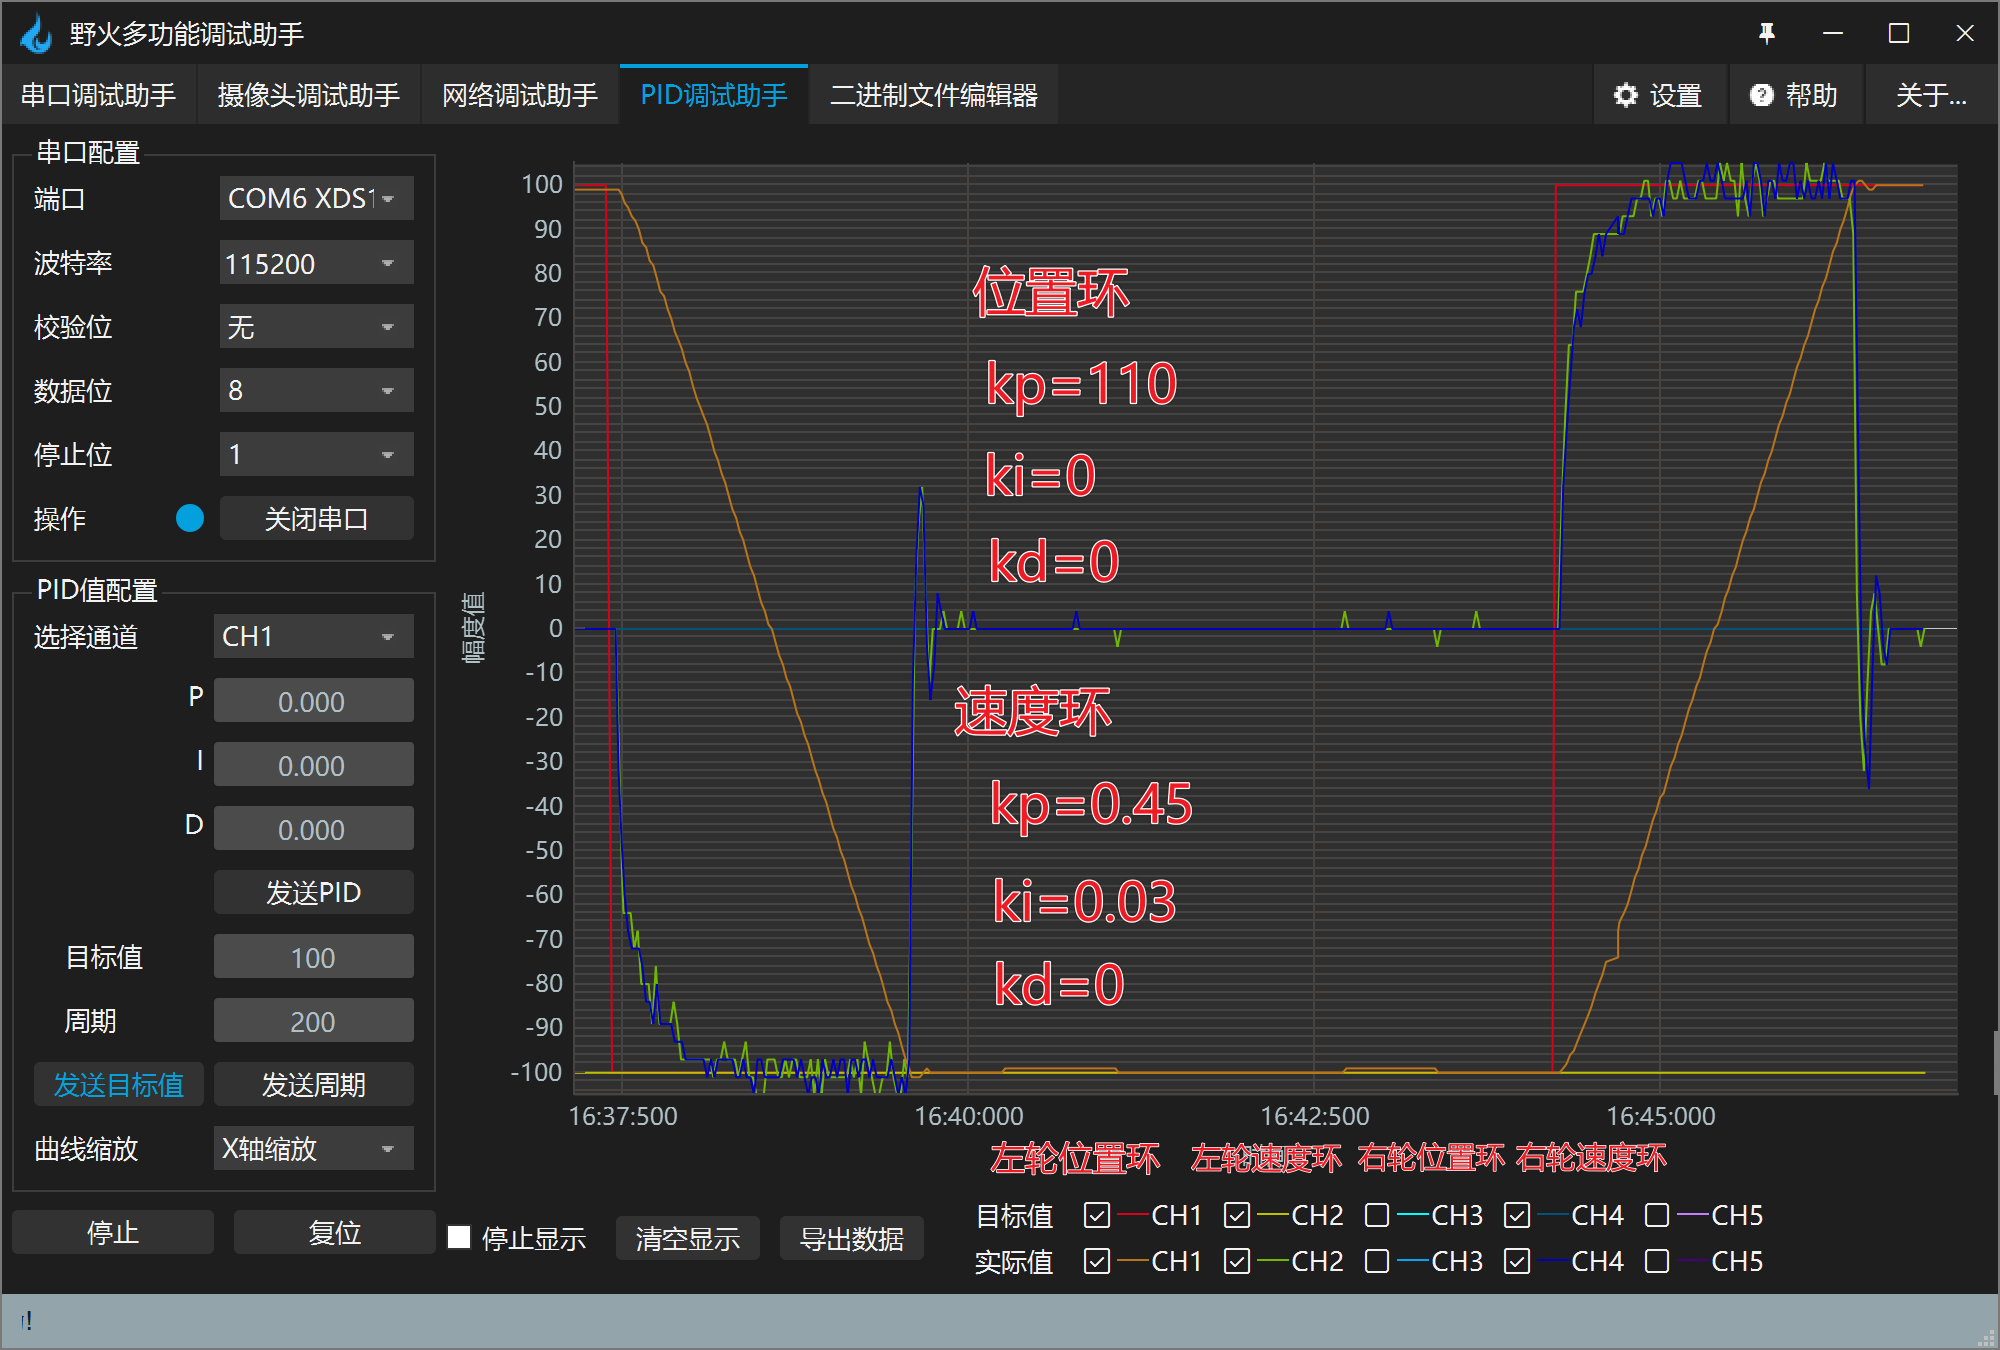 野火多功能调试助手
串口调试助手
摄像头调试助手
网络调试助手
PID调试助手
二进制文件编辑器
设置
帮助
关于...
串口配置
端口 COM6 XDS1
波特率 115200
校验位 无
数据位 8
停止位 1
操作 关闭串口
PID值配置
选择通道 CH1
P 0.000
I 0.000
D 0.000
发送PID
目标值 100
周期 200
发送目标值 发送周期
曲线缩放 X轴缩放
停止 复位
幅度值
100
90
80
70
60
50
40
30
20
10
0
-10
-20
-30
-40
-50
-60
-70
-80
-90
-100
位置环
kp=110
ki=0
kd=0
速度环
kp=0.45
ki=0.03
kd=0
16:37:500 16:40:000 16:42:500 16:45:000
左轮位置环 左轮速度环 右轮位置环 右轮速度环
停止显示 清空显示 导出数据
目标值 CH1 CH2 CH3 CH4 CH5
实际值 CH1 CH2 CH3 CH4 CH5